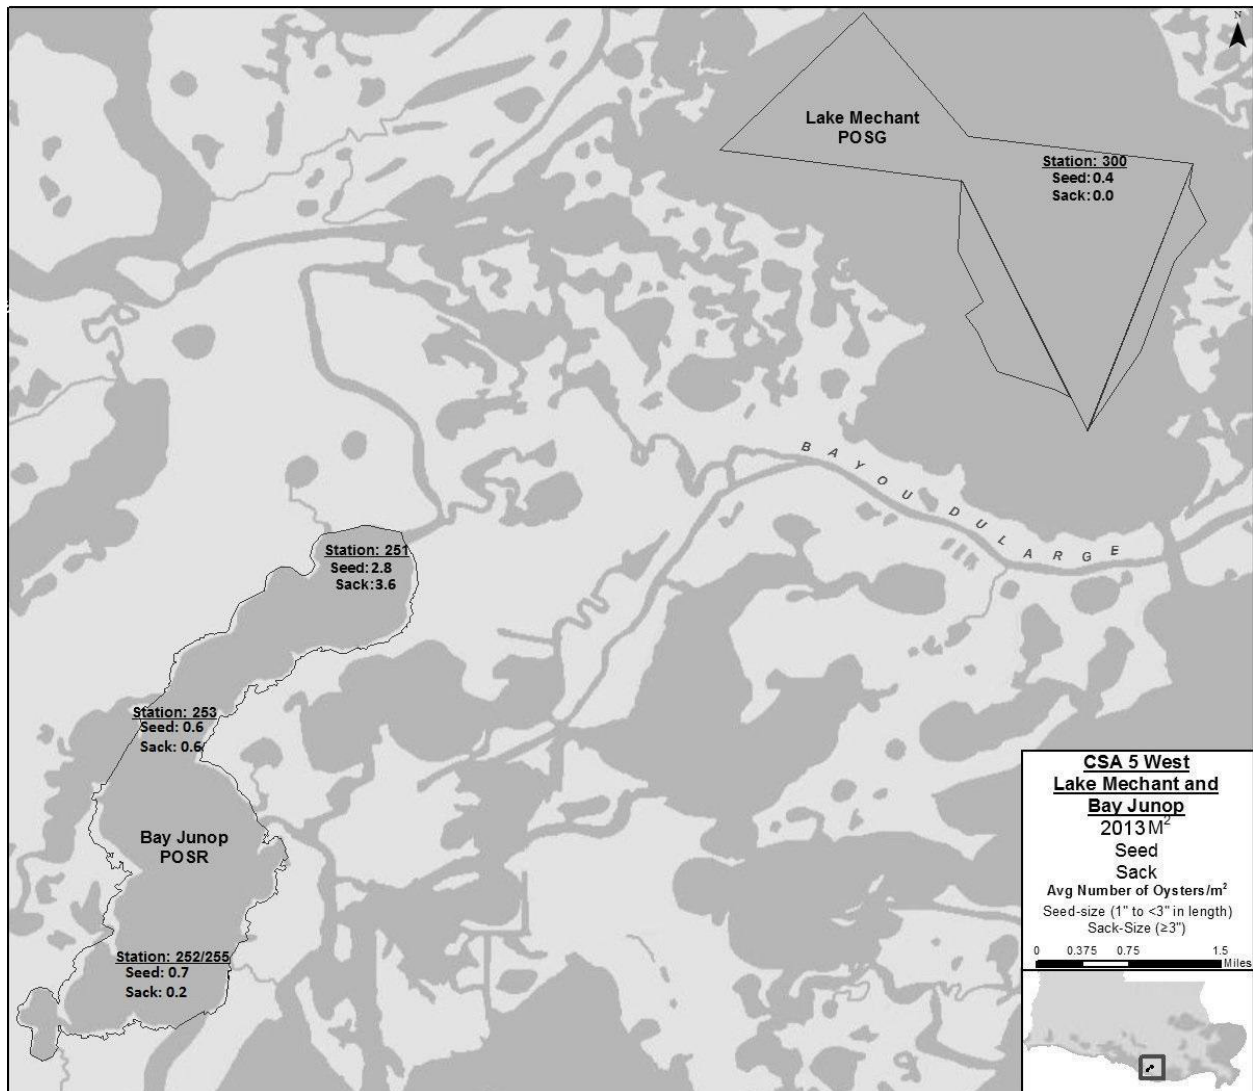 N
Lake Mechant
POSG
Station: 300
Seed: 0.4
Sack: 0.0
BAYOU DULARGE
Station: 251
Seed: 2.8
Sack: 3.6
Station: 253
Seed: 0.6
Sack: 0.6
Bay Junop
POSR
Station: 252/255
Seed: 0.7
Sack: 0.2
CSA 5 West
Lake Mechant and
Bay Junop
2013 M²
Seed
Sack
Avg Number of Oysters/m²
Seed-size (1" to <3" in length)
Sack-Size (≥3")
0 0.375 0.75 1.5
Miles